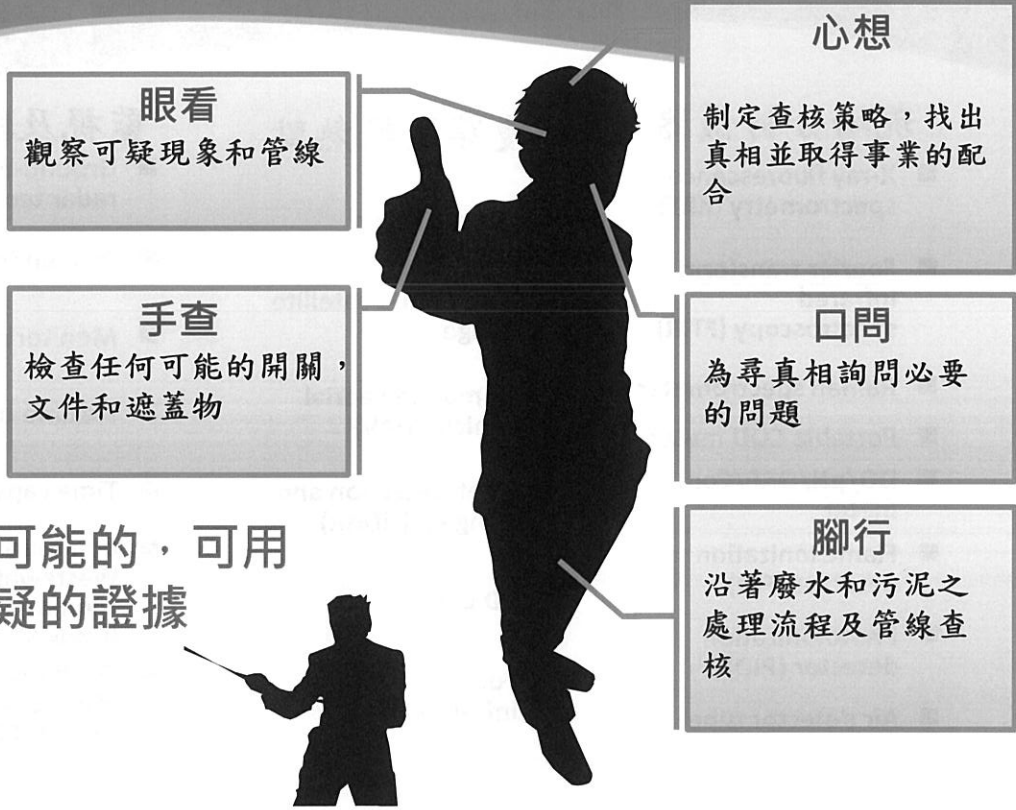 眼看
觀察可疑現象和管線
手查
檢查任何可能的開關，
文件和遮蓋物
心想
制定查核策略，找出
真相並取得事業的配
合
口問
為尋真相詢問必要
的問題
腳行
沿著廢水和污泥之
處理流程及管線查
核
可能的，可用
疑的證據